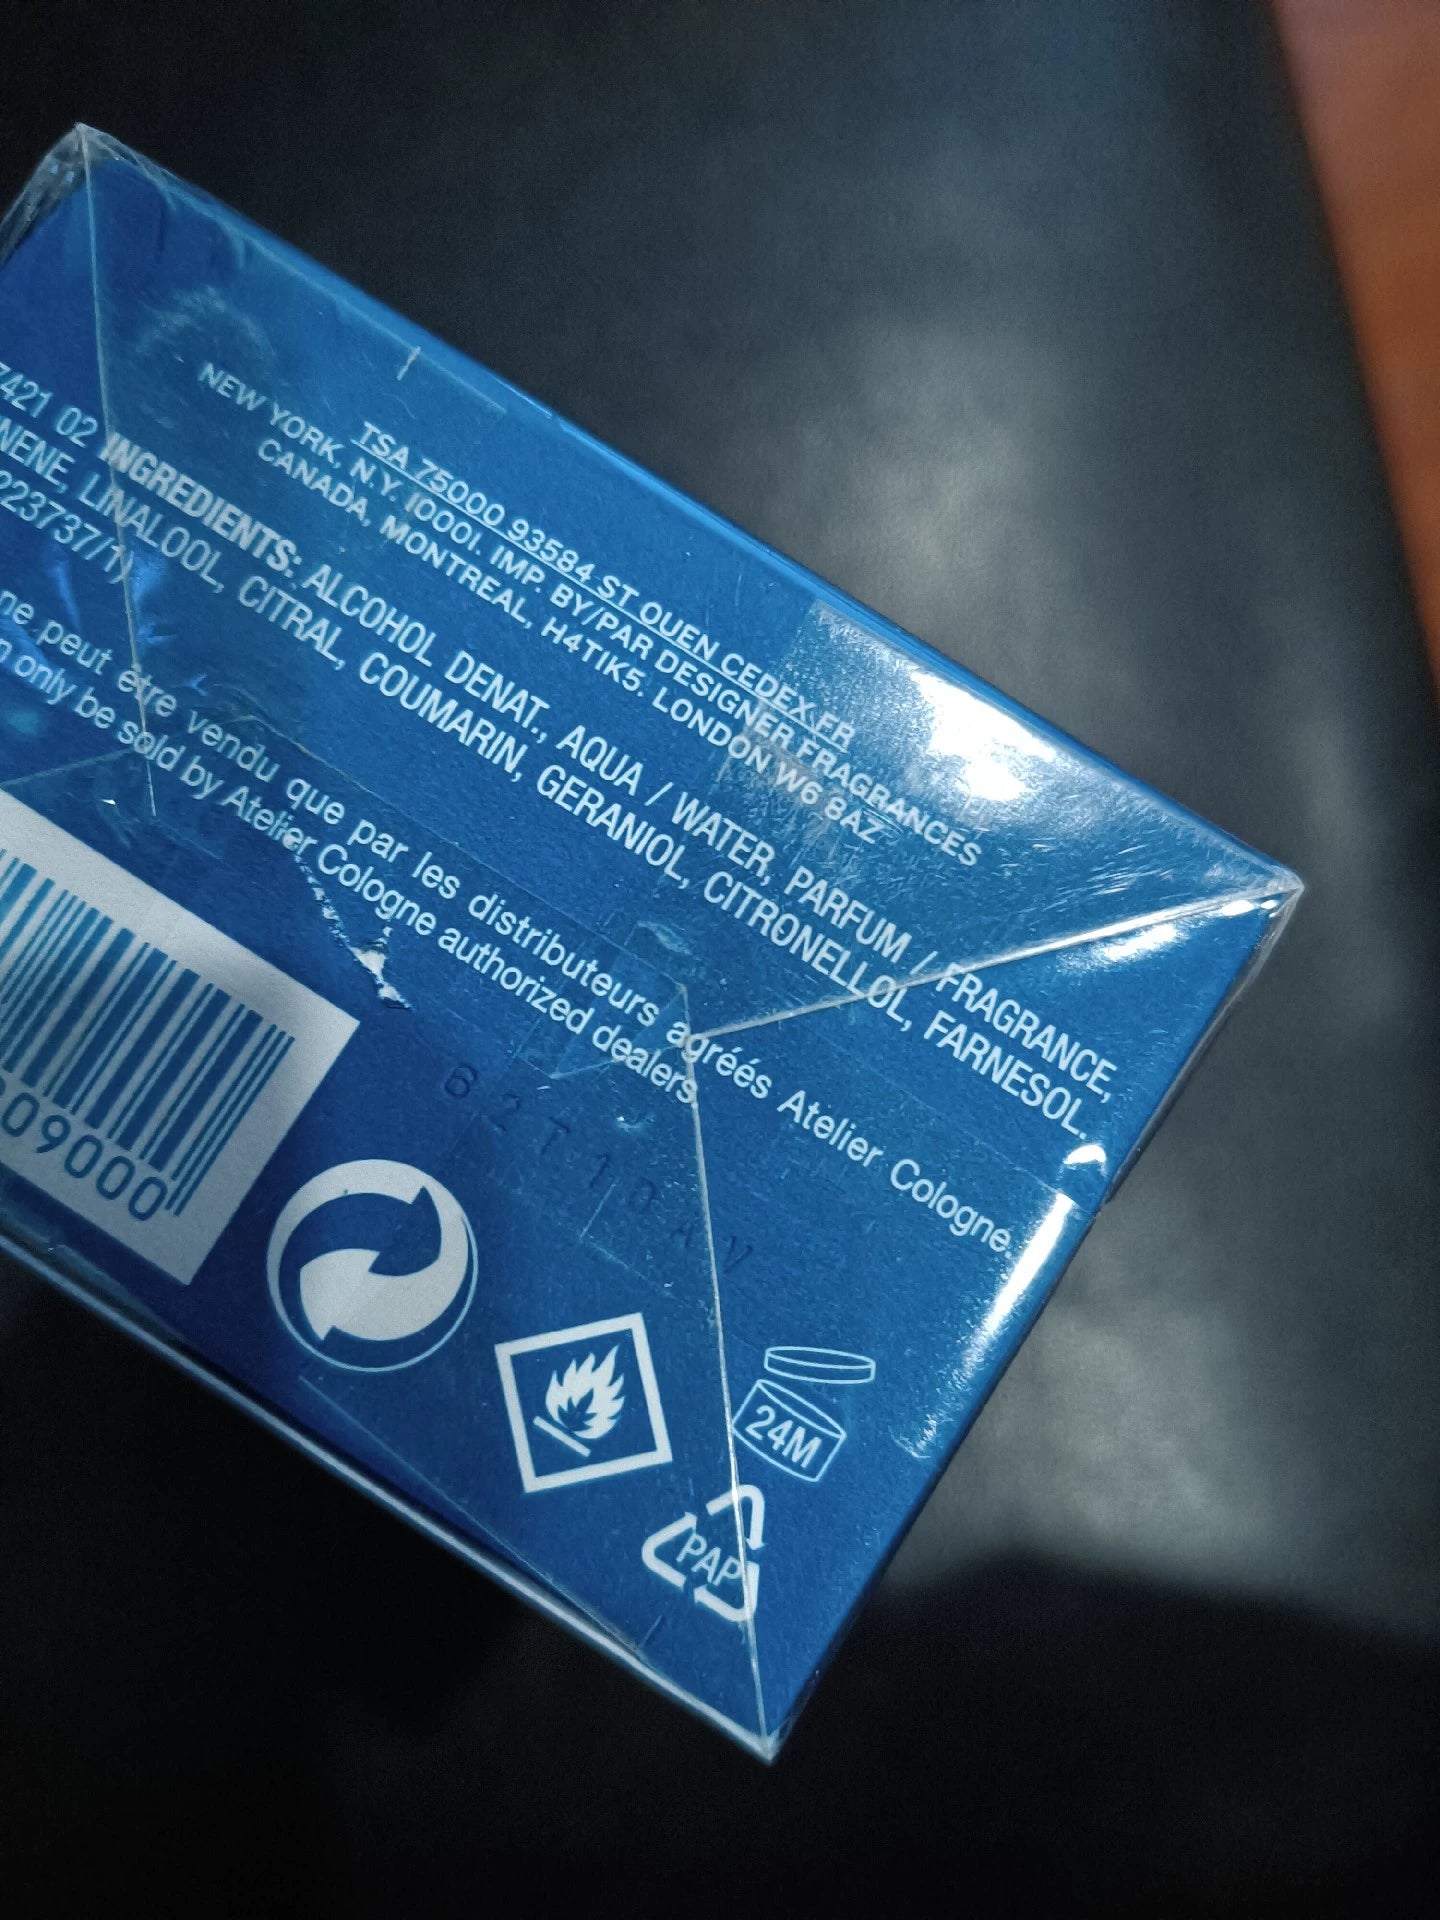 TSA 75000 93584 ST OUEN CEDEX FR
NEW YORK, N.Y. 10001. IMP. BY/PAR DESIGNER FRAGRANCES
CANADA, MONTREAL, H4T1K5. LONDON W6 8AZ
7421 02 INGREDIENTS: ALCOHOL DENAT., AQUA / WATER, PARFUM / FRAGRANCE,
NENE, LINALOOL, CITRAL, COUMARIN, GERANIOL, CITRONELLOL, FARNESOL.
223737/1)
ne peut être vendu que par les distributeurs agréés Atelier Cologne.
n only be sold by Atelier Cologne authorized dealers.
62T10
09000
24M
PAP